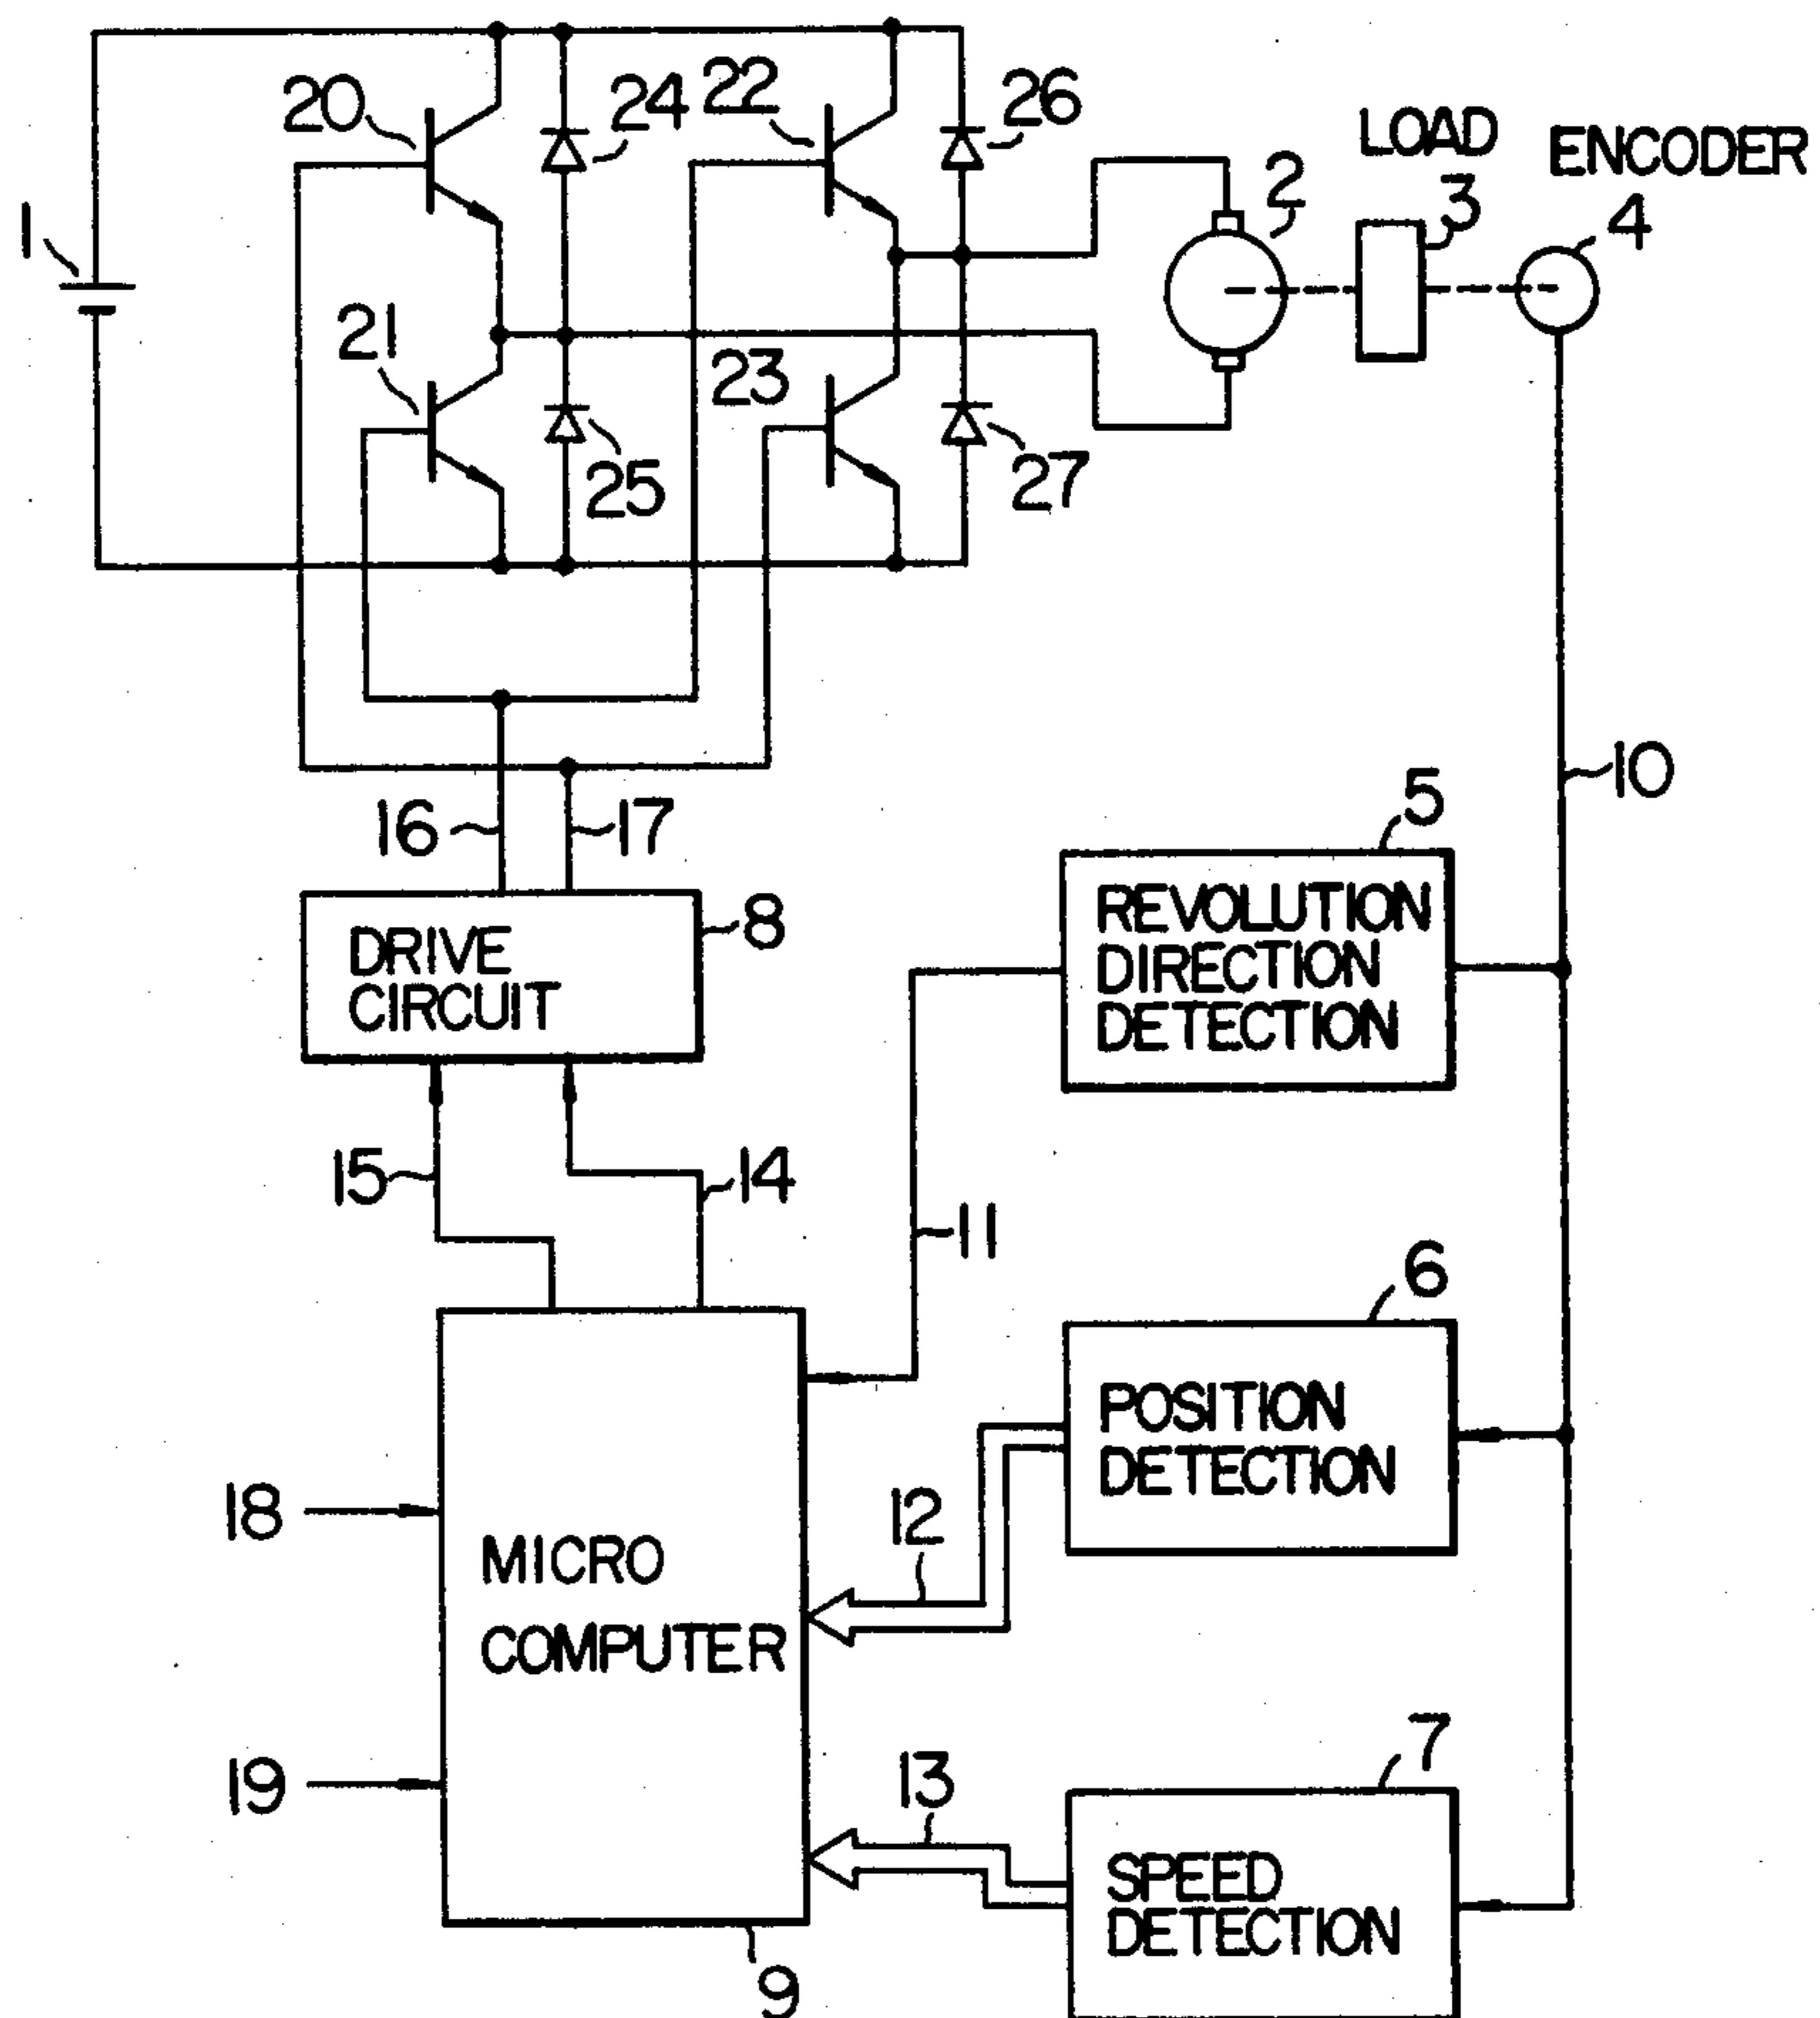 20
24
22
26
LOAD
ENCODER
1
2
3
4
21
23
25
27
10
16
17
5
DRIVE
CIRCUIT
8
REVOLUTION
DIRECTION
DETECTION
15
14
11
6
POSITION
DETECTION
18
12
MICRO
COMPUTER
19
13
7
SPEED
DETECTION
9